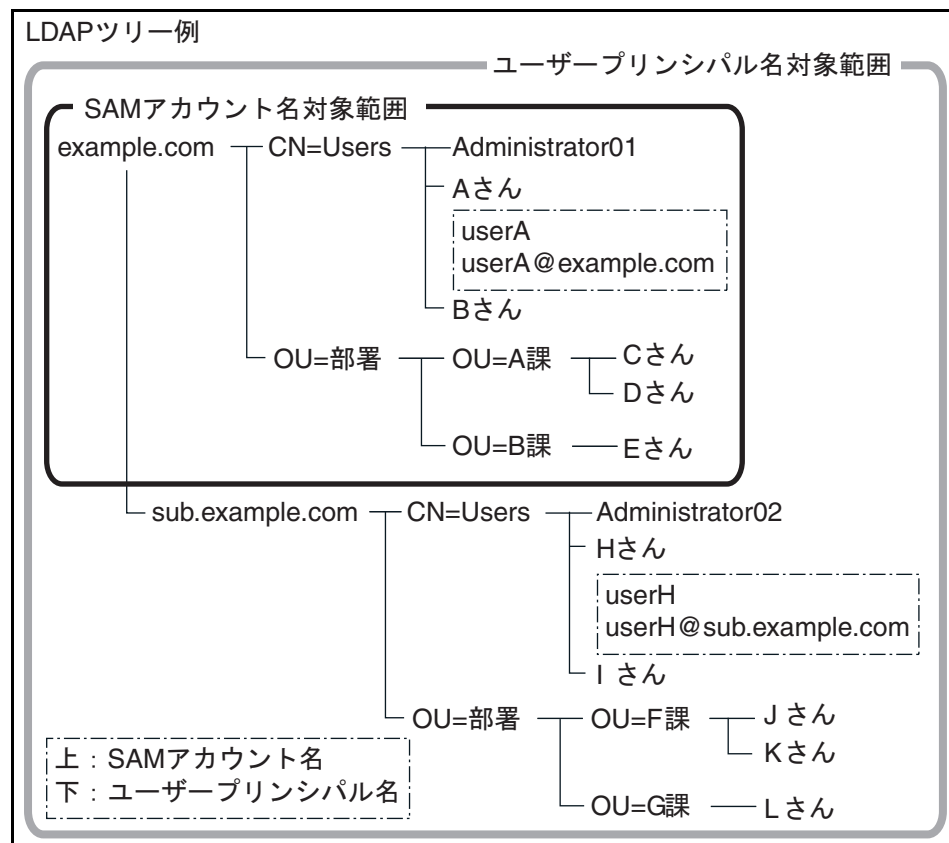 LDAPツリー例
ユーザープリンシパル名対象範囲
SAMアカウント名対象範囲
example.com CN=Users Administrator01
Aさん
userA
userA@example.com
Bさん
OU=部署 OU=A課 Cさん
Dさん
OU=B課 Eさん
sub.example.com CN=Users Administrator02
Hさん
userH
userH@sub.example.com
I さん
OU=部署 OU=F課 J さん
Kさん
OU=G課 Lさん
上：SAMアカウント名
下：ユーザープリンシパル名